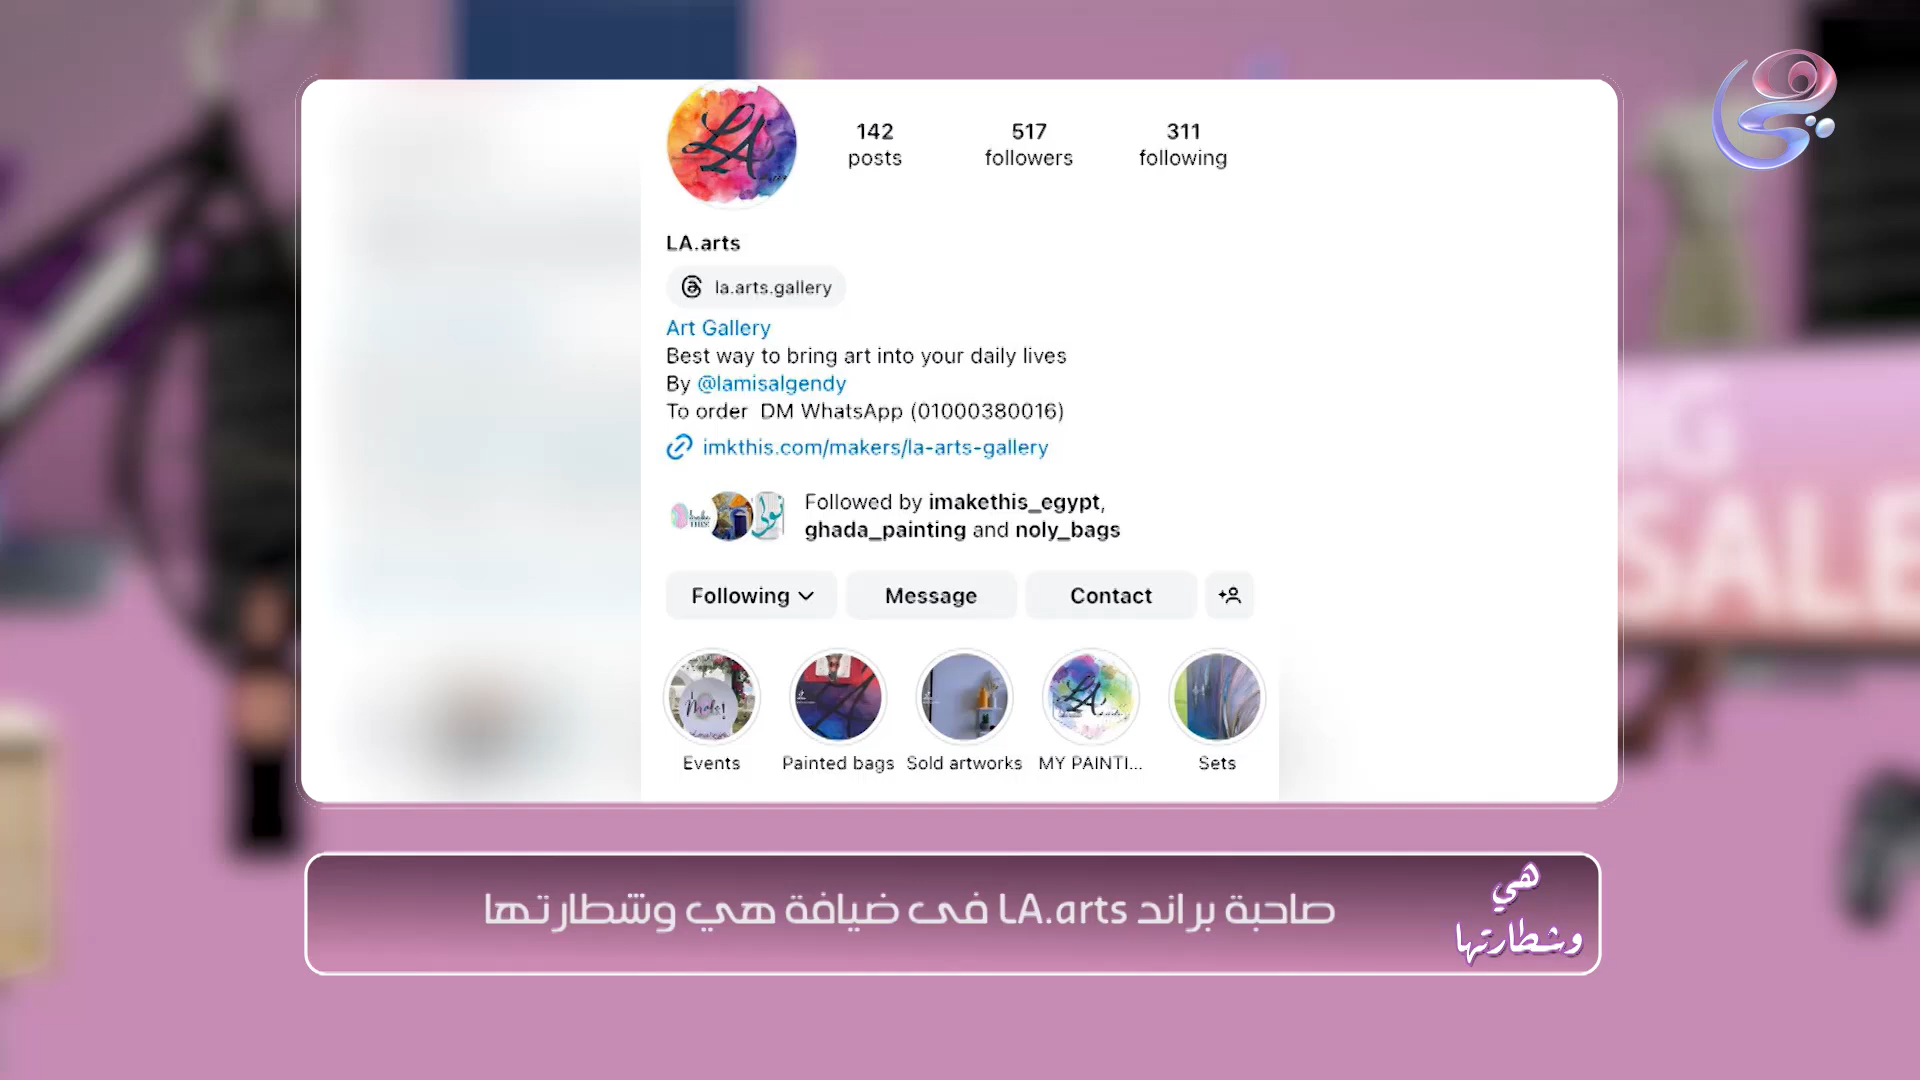 LA
142
posts
517
followers
311
following
LA.arts
la.arts.gallery
Art Gallery
Best way to bring art into your daily lives
By @lamisalgendy
To order DM WhatsApp (01000380016)
imkthis.com/makers/la-arts-gallery
Followed by imakethis_egypt,
ghada_painting and noly_bags
Following
Message
Contact
Events
Painted bags
Sold artworks
MY PAINTI...
Sets
SALE
صاحبة براند LA.arts فى ضيافة هي وشطارتها
هي
وشطارتها